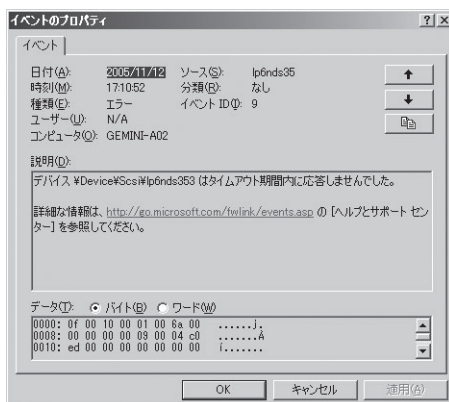 イベントのプロパティ
イベント
日付(A): 2005/11/12 ソース(S): lp6nds35
時刻(M): 17:10:52 分類(R): なし
種類(E): エラー イベント ID(I): 9
ユーザー(U): N/A
コンピュータ(O): GEMINI-A02
説明(D):
デバイス ¥Device¥Scsi¥lp6nds353 はタイムアウト期間内に応答しませんでした。
詳細な情報は、http://go.microsoft.com/fwlink/events.asp の [ヘルプとサポート セン
ター] を参照してください。
データ(T): バイト(B) ワード(W)
0000: 0f 00 10 00 01 00 6a 00 ......j.
0008: 00 00 00 00 09 00 04 c0 .......À
0010: ed 00 00 00 00 00 00 00 í.......
OK キャンセル 適用(A)